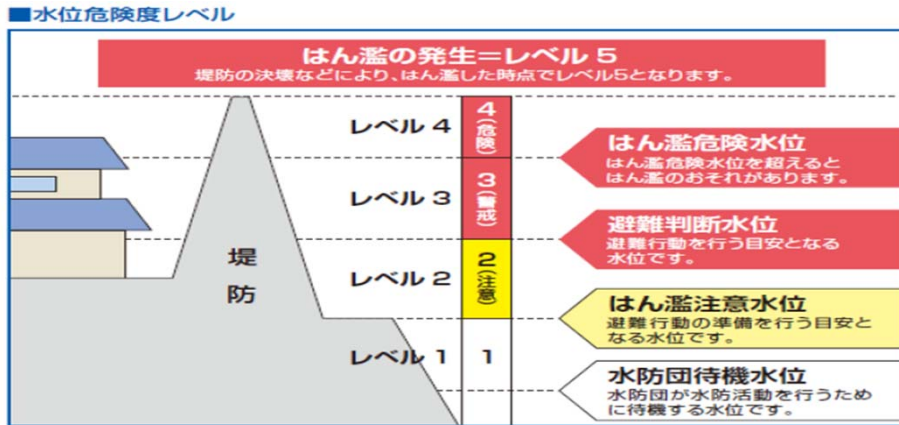 ■水位危険度レベル
はん濫の発生=レベル 5
堤防の決壊などにより、はん濫した時点でレベル5となります。
レベル 4
4(危険)
はん濫危険水位
はん濫危険水位を超えると
はん濫のおそれがあります。
レベル 3
3(警戒)
避難判断水位
避難行動を行う目安となる
水位です。
堤防
レベル 2
2(注意)
はん濫注意水位
避難行動の準備を行う目安と
なる水位です。
レベル 1
1
水防団待機水位
水防団が水防活動を行うため
に待機する水位です。